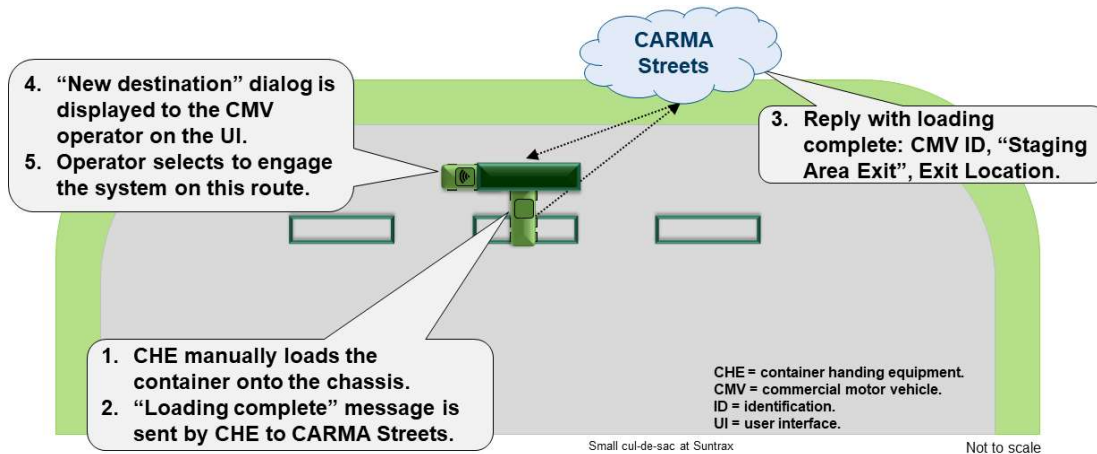 CARMA
Streets
4. “New destination” dialog is
displayed to the CMV
operator on the UI.
5. Operator selects to engage
the system on this route.
3. Reply with loading
complete: CMV ID, “Staging
Area Exit”, Exit Location.
1. CHE manually loads the
container onto the chassis.
2. “Loading complete” message is
sent by CHE to CARMA Streets.
CHE = container handing equipment.
CMV = commercial motor vehicle.
ID = identification.
UI = user interface.
Small cul-de-sac at Suntrax
Not to scale